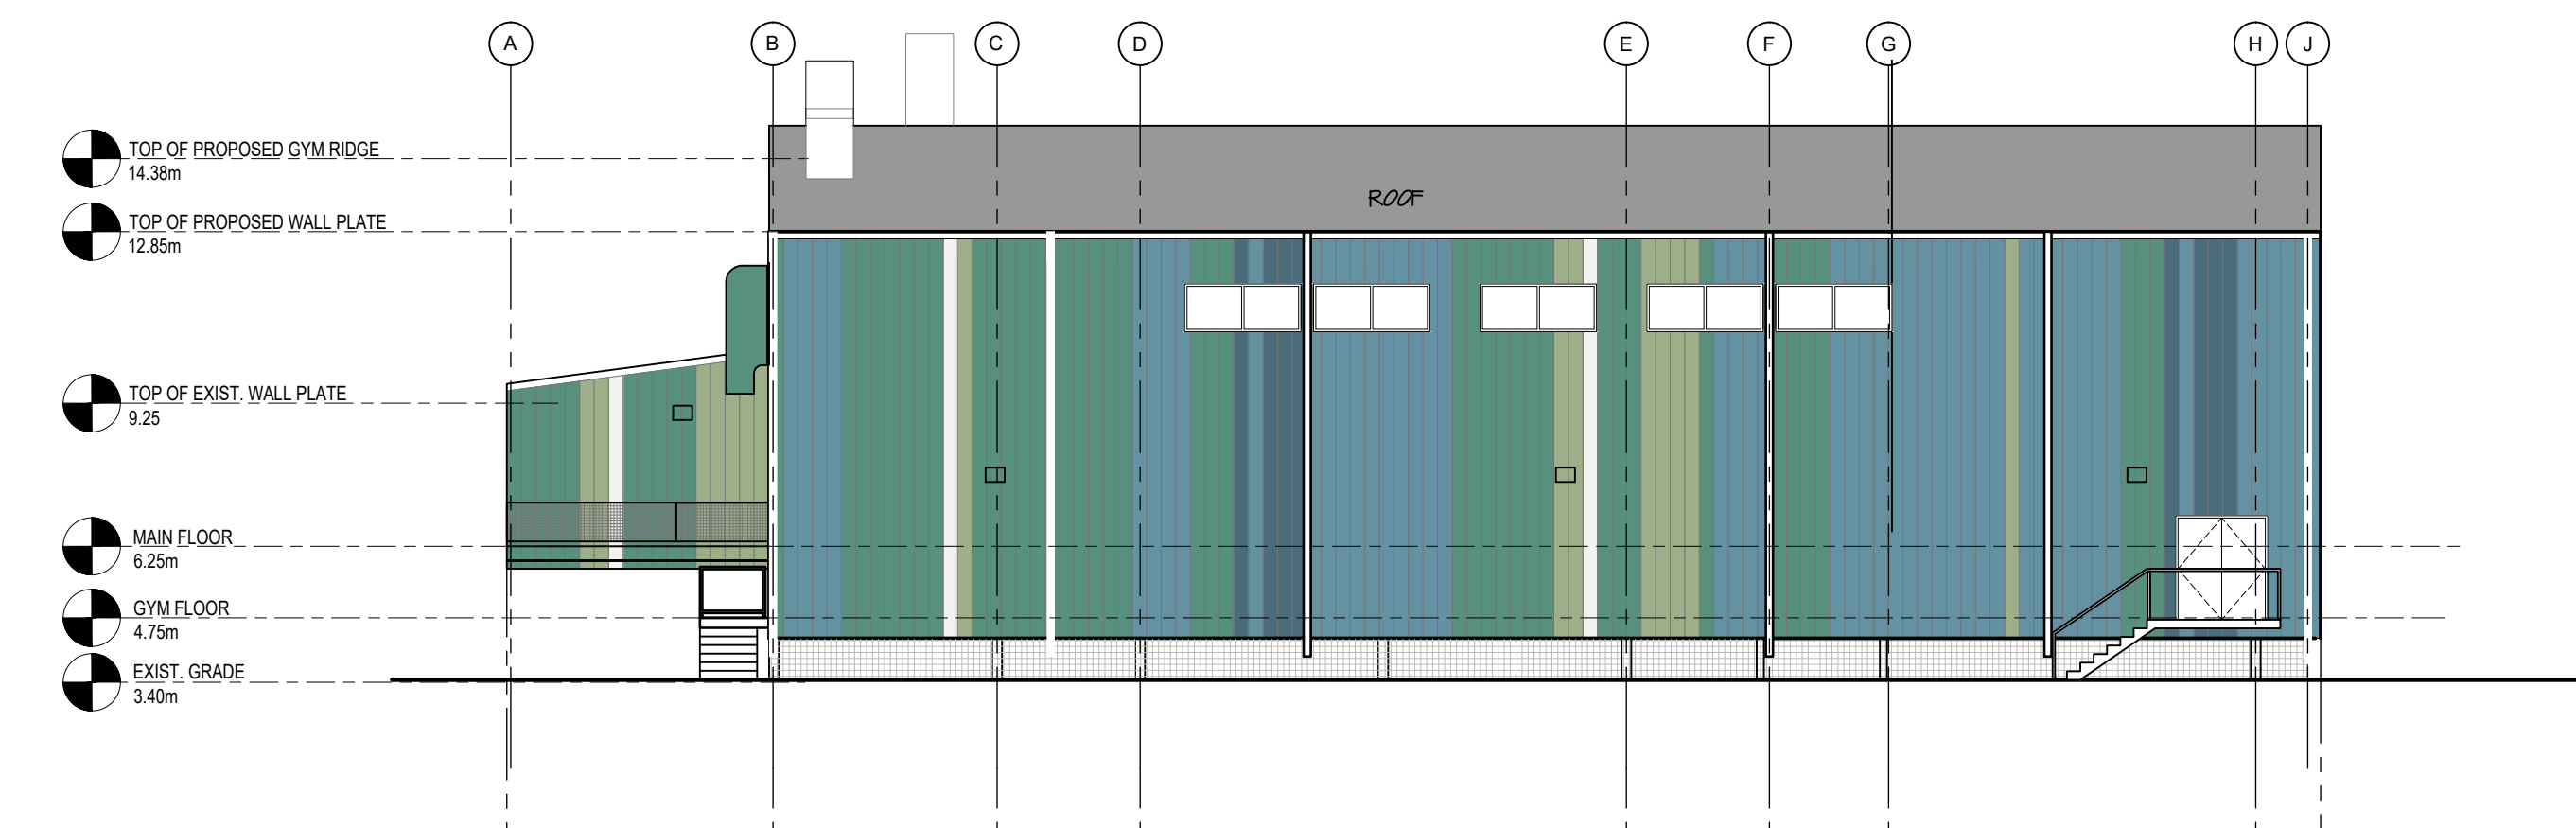 A B C D E F G H J
TOP OF PROPOSED GYM RIDGE
14.38m
ROOF
TOP OF PROPOSED WALL PLATE
12.85m
TOP OF EXIST. WALL PLATE
9.25
MAIN FLOOR
6.25m
GYM FLOOR
4.75m
EXIST. GRADE
3.40m